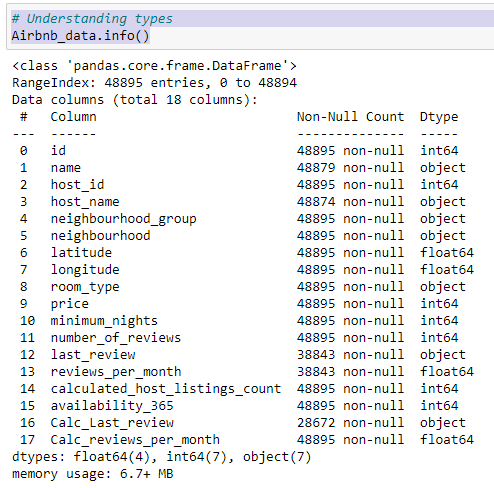 # Understanding types
Airbnb_data.info()
<class 'pandas.core.frame.DataFrame'>
RangeIndex: 48895 entries, 0 to 48894
Data columns (total 18 columns):
 #   Column                          Non-Null Count  Dtype
---  ------                          --------------  -----
 0   id                              48895 non-null  int64
 1   name                            48879 non-null  object
 2   host_id                         48895 non-null  int64
 3   host_name                       48874 non-null  object
 4   neighbourhood_group             48895 non-null  object
 5   neighbourhood                   48895 non-null  object
 6   latitude                        48895 non-null  float64
 7   longitude                       48895 non-null  float64
 8   room_type                       48895 non-null  object
 9   price                           48895 non-null  int64
 10  minimum_nights                  48895 non-null  int64
 11  number_of_reviews               48895 non-null  int64
 12  last_review                     38843 non-null  object
 13  reviews_per_month               38843 non-null  float64
 14  calculated_host_listings_count  48895 non-null  int64
 15  availability_365                48895 non-null  int64
 16  Calc_Last_review                28672 non-null  object
 17  Calc_reviews_per_month          48895 non-null  float64
dtypes: float64(4), int64(7), object(7)
memory usage: 6.7+ MB